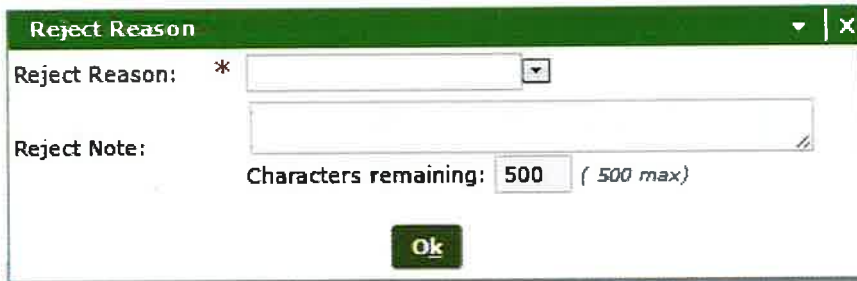 Reject Reason
Reject Reason: *
Reject Note:
Characters remaining: 500 ( 500 max)
Ok